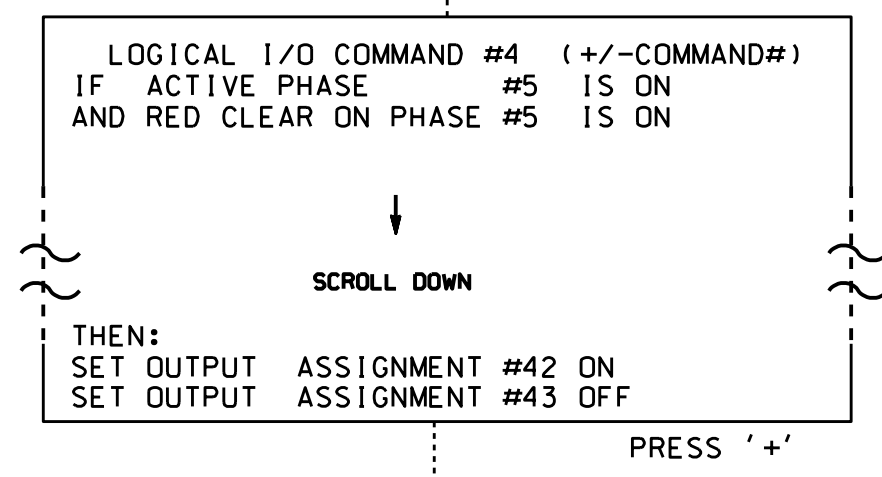 LOGICAL I/O COMMAND #4 (+/-COMMAND#)
IF ACTIVE PHASE #5 IS ON
AND RED CLEAR ON PHASE #5 IS ON
SCROLL DOWN
THEN:
SET OUTPUT ASSIGNMENT #42 ON
SET OUTPUT ASSIGNMENT #43 OFF
PRESS '+'